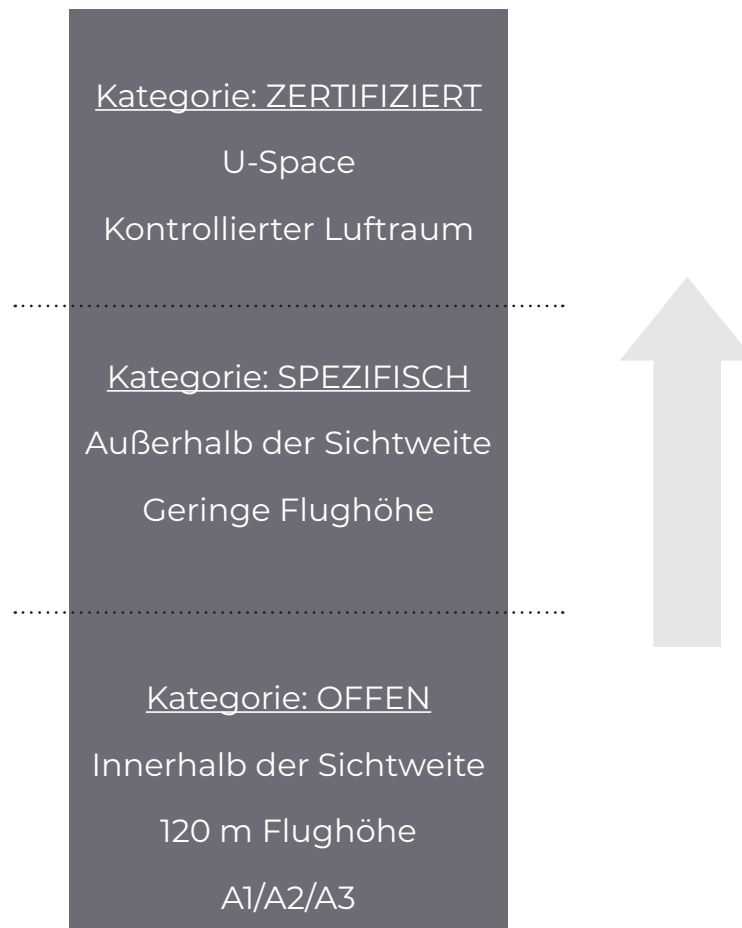 Kategorie: ZERTIFIZIERT
U-Space
Kontrollierter Luftraum
Kategorie: SPEZIFISCH
Außerhalb der Sichtweite
Geringe Flughöhe
Kategorie: OFFEN
Innerhalb der Sichtweite
120 m Flughöhe
A1/A2/A3